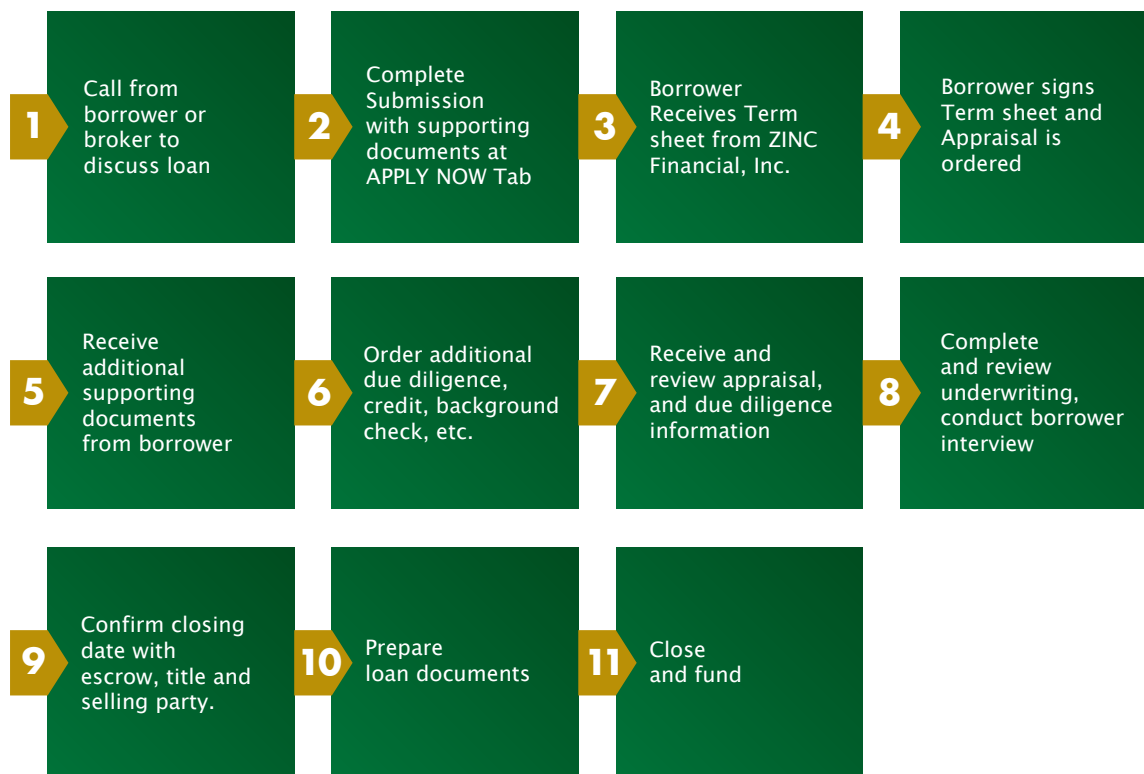 1
Call from
borrower or
broker to
discuss loan
2
Complete
Submission
with supporting
documents at
APPLY NOW Tab
3
Borrower
Receives Term
sheet from ZINC
Financial, Inc.
4
Borrower signs
Term sheet and
Appraisal is
ordered
5
Receive
additional
supporting
documents
from borrower
6
Order additional
due diligence,
credit, background
check, etc.
7
Receive and
review appraisal,
and due diligence
information
8
Complete
and review
underwriting,
conduct borrower
interview
9
Confirm closing
date with
escrow, title and
selling party.
10
Prepare
loan documents
11
Close
and fund